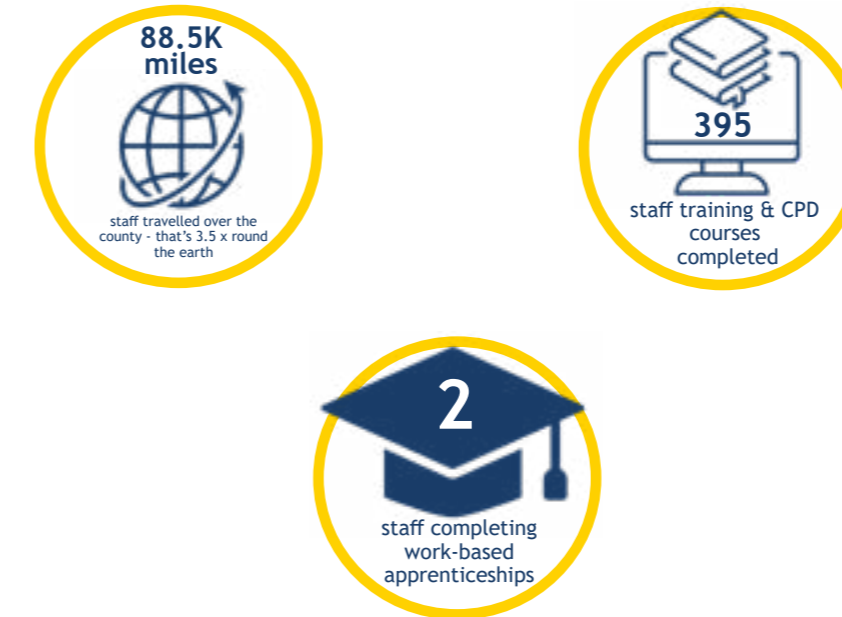 88.5K
miles
staff travelled over the
county - that's 3.5 x round
the earth
395
staff training & CPD
courses
completed
2
staff completing
work-based
apprenticeships